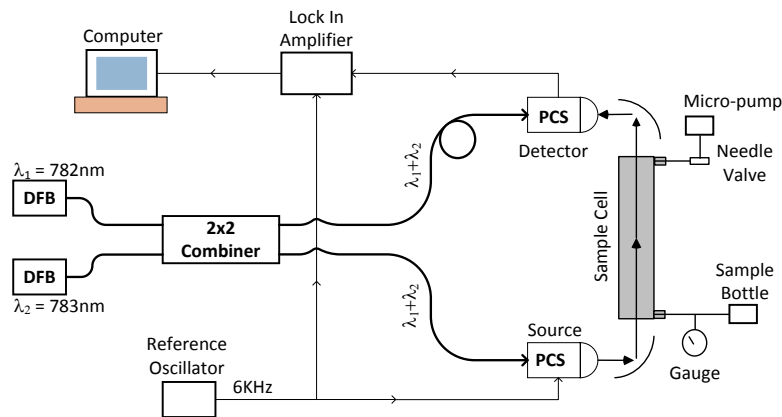 Computer
Lock In
Amplifier
PCS
Detector
Micro-pump
Needle
Valve
λ1 = 782nm
DFB
λ1+λ2
2x2
Combiner
DFB
λ2 = 783nm
λ1+λ2
Sample Cell
Sample
Bottle
Gauge
Source
PCS
Reference
Oscillator
6KHz